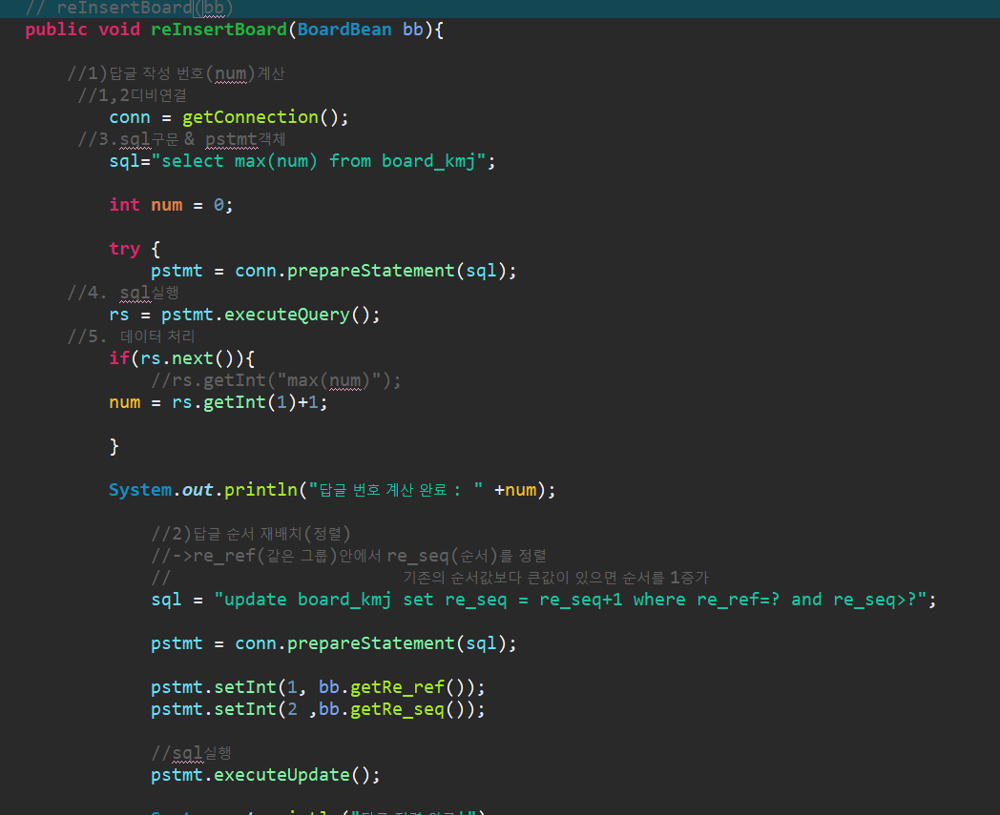 // reInsertBoard(bb)
public void reInsertBoard(BoardBean bb){
//1)답글 작성 번호(num)계산
//1,2디비연결
conn = getConnection();
//3.sql구문 & pstmt객체
sql="select max(num) from board_kmj";
int num = 0;
try {
pstmt = conn.prepareStatement(sql);
//4. sql실행
rs = pstmt.executeQuery();
//5. 데이터 처리
if(rs.next()){
//rs.getInt("max(num)");
num = rs.getInt(1)+1;
}
System.out.println("답글 번호 계산 완료 : " +num);
//2)답글 순서 재배치(정렬)
//->re_ref(같은 그룹)안에서 re_seq(순서)를 정렬
// 기존의 순서값보다 큰값이 있으면 순서를 1증가
sql = "update board_kmj set re_seq = re_seq+1 where re_ref=? and re_seq>?";
pstmt = conn.prepareStatement(sql);
pstmt.setInt(1, bb.getRe_ref());
pstmt.setInt(2 ,bb.getRe_seq());
//sql실행
pstmt.executeUpdate();